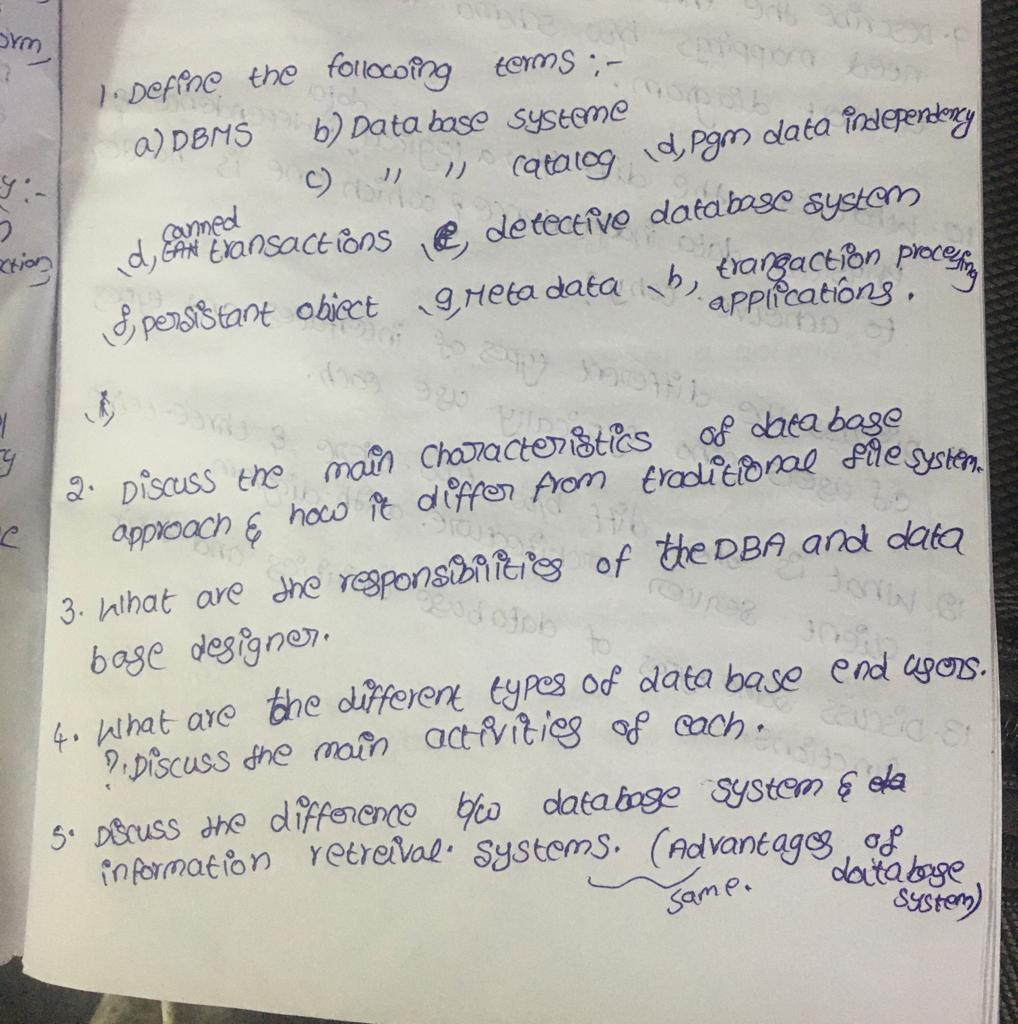 orm
1. Define the following terms :-
a) DBMS b) Data base systeme
c) " " catalog d, Pgm data independency
y:-
ction
canned
d, transactions e, detective database system
f, persistant object g, Meta data h, transaction processing
applications.
2. Discuss the main characteristics of data base
approach & how it differ from traditional file system.
3. What are the responsibilities of the DBA and data
base designer.
4. What are the different types of data base end users.
?. Discuss the main activities of each.
5. Discuss the difference b/w database system & da
information retreival. systems. (Advantages of
database
same. system)